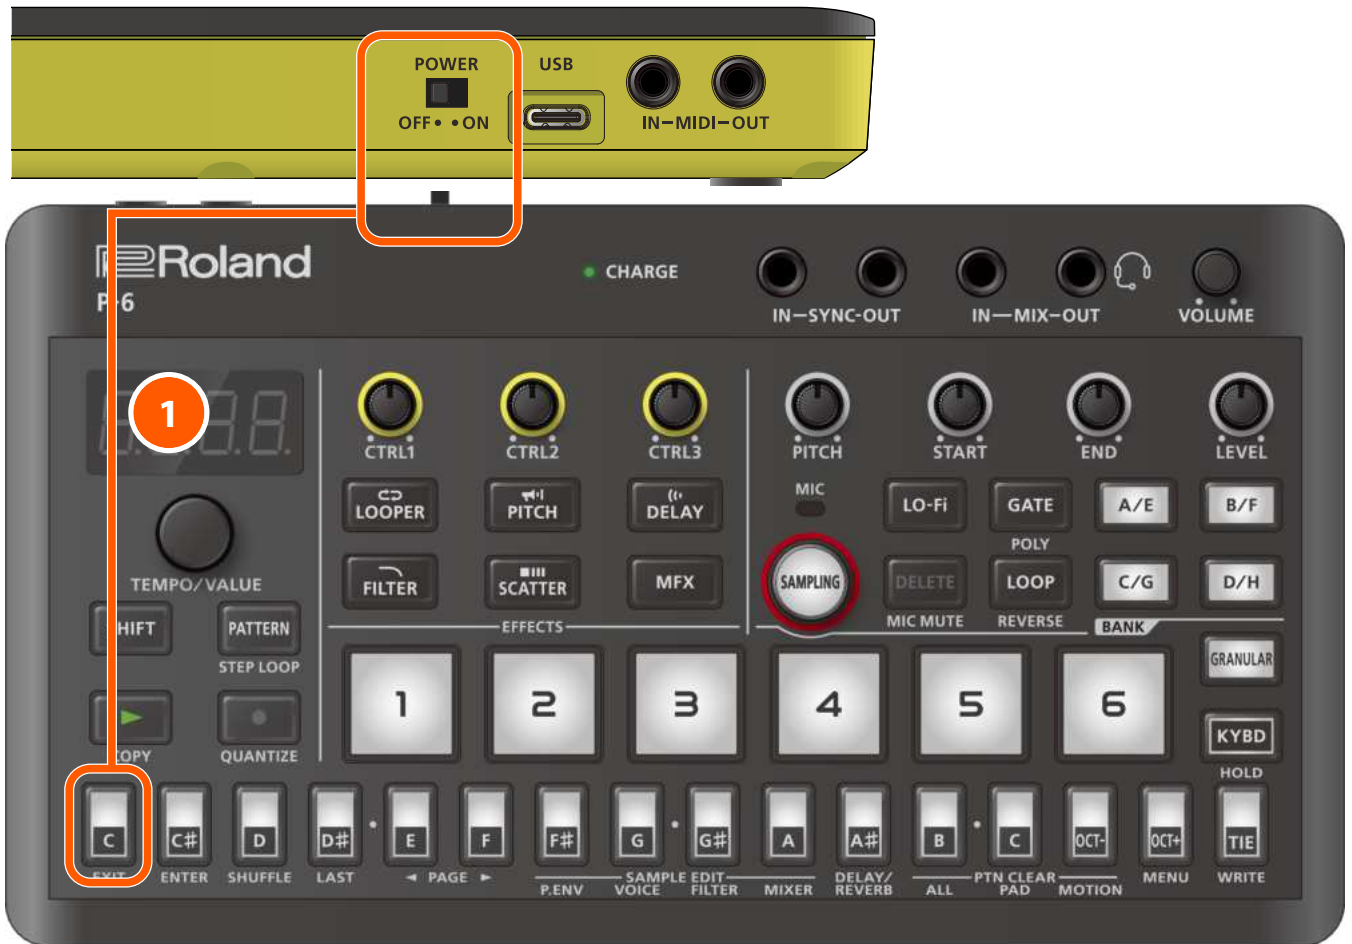 POWER USB
OFF • • ON IN–MIDI–OUT
Roland
P-6
CHARGE
IN–SYNC-OUT IN–MIX–OUT VOLUME
1
CTRL1 CTRL2 CTRL3 PITCH START END LEVEL
MIC
LOOPER PITCH DELAY LO-Fi GATE A/E B/F
POLY
TEMPO/VALUE FILTER SCATTER MFX SAMPLING DELETE LOOP C/G D/H
MIC MUTE REVERSE BANK
EFFECTS
SHIFT PATTERN
STEP LOOP
GRANULAR
1 2 3 4 5 6
KYBD
HOLD
COPY QUANTIZE
C C# D D# E F F# G G# A A# B C OCT- OCT+ TIE
EXIT ENTER SHUFFLE LAST ◄ PAGE ► SAMPLE EDIT DELAY/ PTN CLEAR MENU WRITE
P.ENV VOICE FILTER MIXER REVERB ALL PAD MOTION